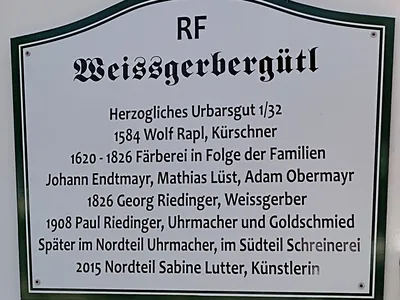 RF
Weissgerbergütl
Herzogliches Urbarsgut 1/32
1584 Wolf Rapl, Kürschner
1620 - 1826 Färberei in Folge der Familien
Johann Endtmayr, Mathias Lüst, Adam Obermayr
1826 Georg Riedinger, Weissgerber
1908 Paul Riedinger, Uhrmacher und Goldschmied
Später im Nordteil Uhrmacher, im Südteil Schreinerei
2015 Nordteil Sabine Lutter, Künstlerin